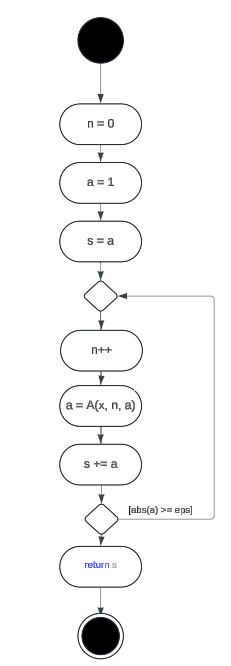 n = 0
a = 1
s = a
n++
a = A(x, n, a)
s += a
[abs(a) >= eps]
return s